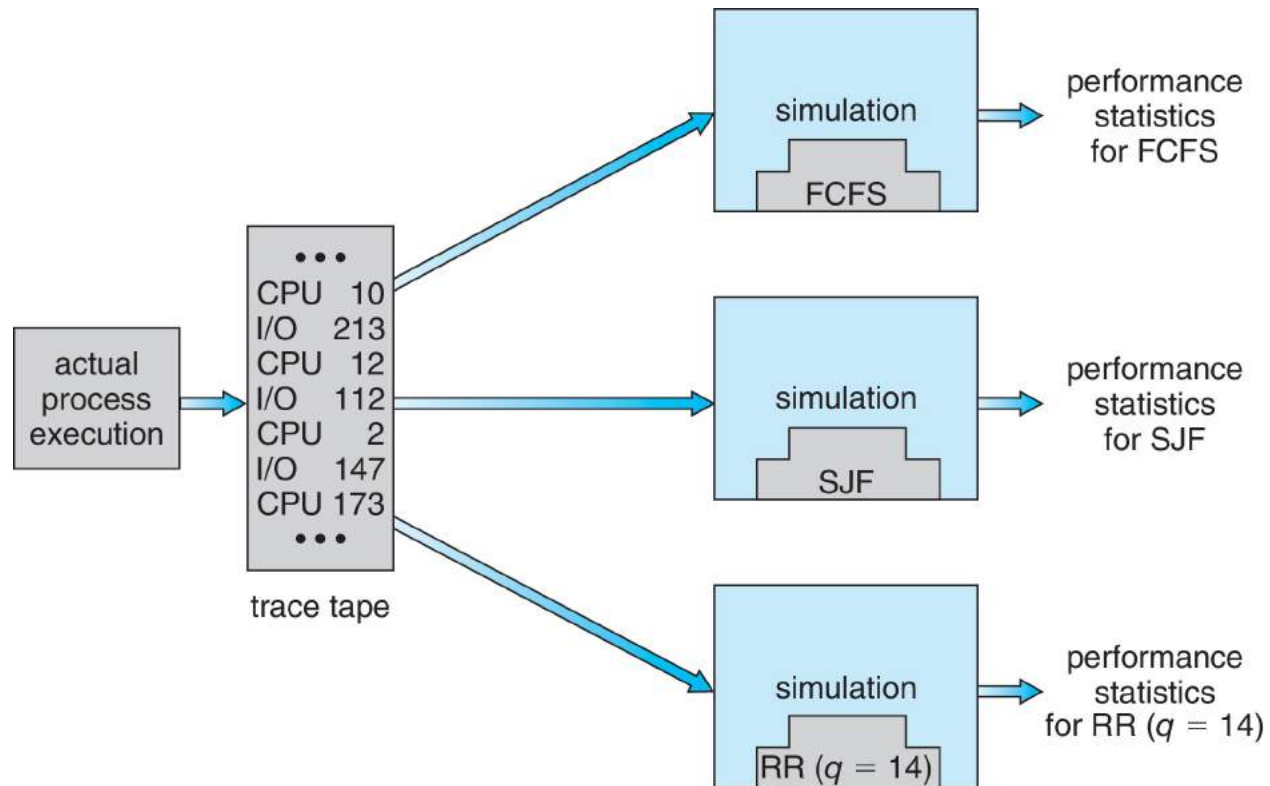 actual
process
execution
• • •
CPU 10
I/O 213
CPU 12
I/O 112
CPU 2
I/O 147
CPU 173
• • •
trace tape
simulation
FCFS
performance
statistics
for FCFS
simulation
SJF
performance
statistics
for SJF
simulation
RR (q = 14)
performance
statistics
for RR (q = 14)